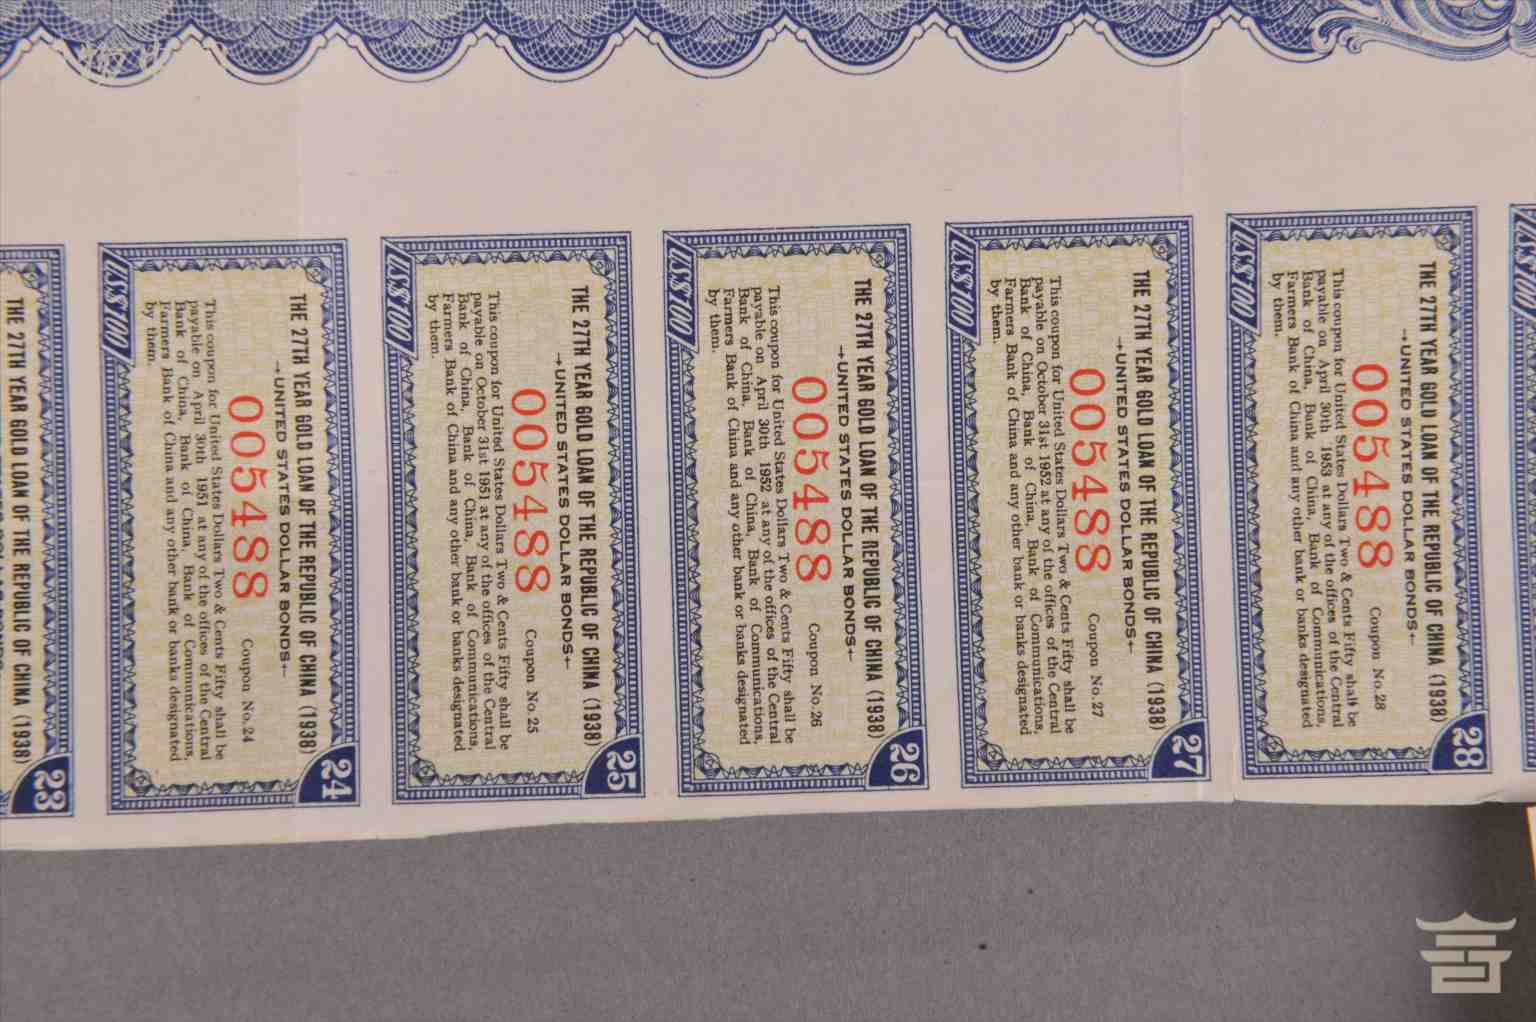 THE 27TH YEAR GOLD LOAN OF THE REPUBLIC OF CHINA (1938)
23
US$100
THE 27TH YEAR GOLD LOAN OF THE REPUBLIC OF CHINA (1938)
24
UNITED STATES DOLLAR BONDS
005488
Coupon No.24
This coupon for United States Dollars Two & Cents Fifty shall be
payable on April 30th 1951 at any of the offices of the Central
Bank of China, Bank of China, Bank of Communications,
Farmers Bank of China and any other bank or banks designated
by them.
US$100
THE 27TH YEAR GOLD LOAN OF THE REPUBLIC OF CHINA (1938)
25
UNITED STATES DOLLAR BONDS
005488
Coupon No.25
This coupon for United States Dollars Two & Cents Fifty shall be
payable on October 31st 1951 at any of the offices of the Central
Bank of China, Bank of China, Bank of Communications,
Farmers Bank of China and any other bank or banks designated
by them.
US$100
THE 27TH YEAR GOLD LOAN OF THE REPUBLIC OF CHINA (1938)
26
UNITED STATES DOLLAR BONDS
005488
Coupon No.26
This coupon for United States Dollars Two & Cents Fifty shall be
payable on April 30th 1952 at any of the offices of the Central
Bank of China, Bank of China, Bank of Communications,
Farmers Bank of China and any other bank or banks designated
by them.
US$100
THE 27TH YEAR GOLD LOAN OF THE REPUBLIC OF CHINA (1938)
27
UNITED STATES DOLLAR BONDS
005488
Coupon No.27
This coupon for United States Dollars Two & Cents Fifty shall be
payable on October 31st 1952 at any of the offices of the Central
Bank of China, Bank of China, Bank of Communications,
Farmers Bank of China and any other bank or banks designated
by them.
US$100
THE 27TH YEAR GOLD LOAN OF THE REPUBLIC OF CHINA (1938)
28
UNITED STATES DOLLAR BONDS
005488
Coupon No.28
This coupon for United States Dollars Two & Cents Fifty shall be
payable on April 30th 1953 at any of the offices of the Central
Bank of China, Bank of China, Bank of Communications,
Farmers Bank of China and any other bank or banks designated
by them.
US$100